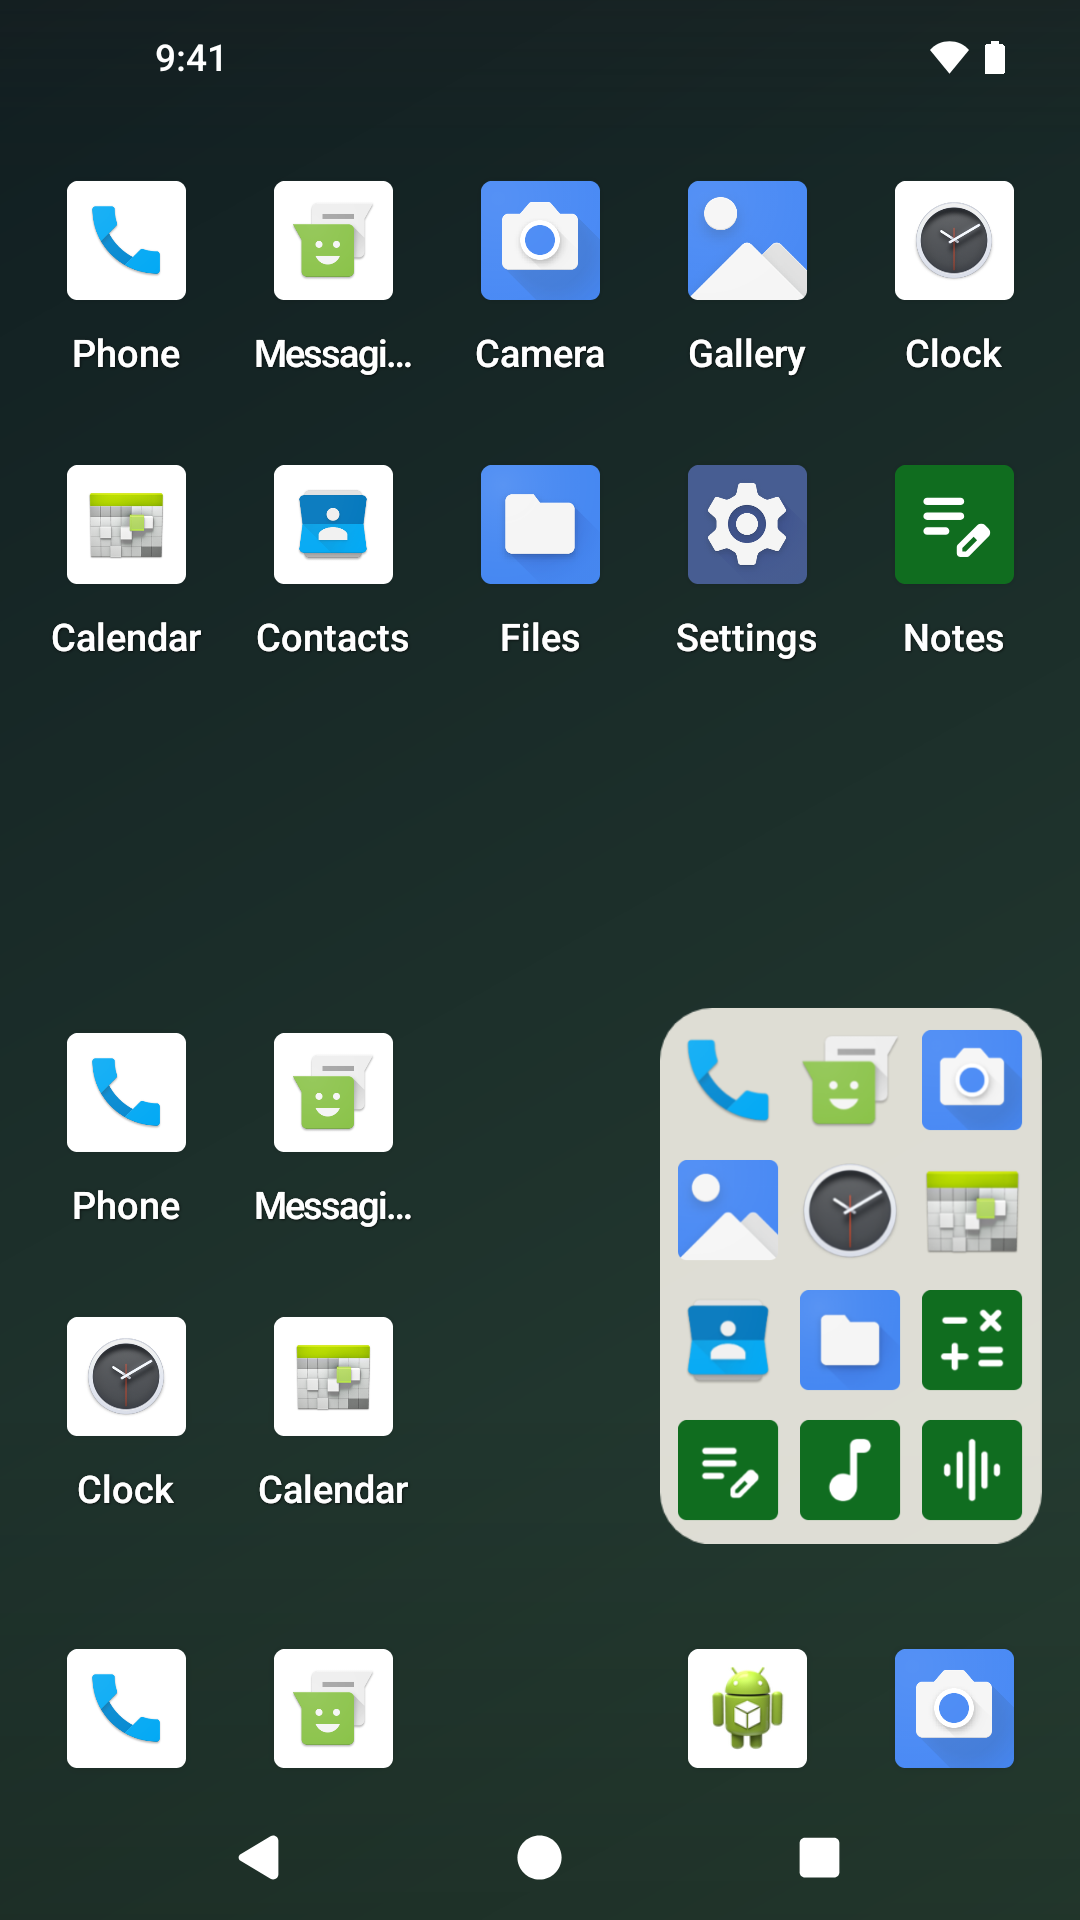 9:41
Phone
Messagi...
Camera
Gallery
Clock
Calendar
Contacts
Files
Settings
Notes
Phone
Messagi...
Clock
Calendar